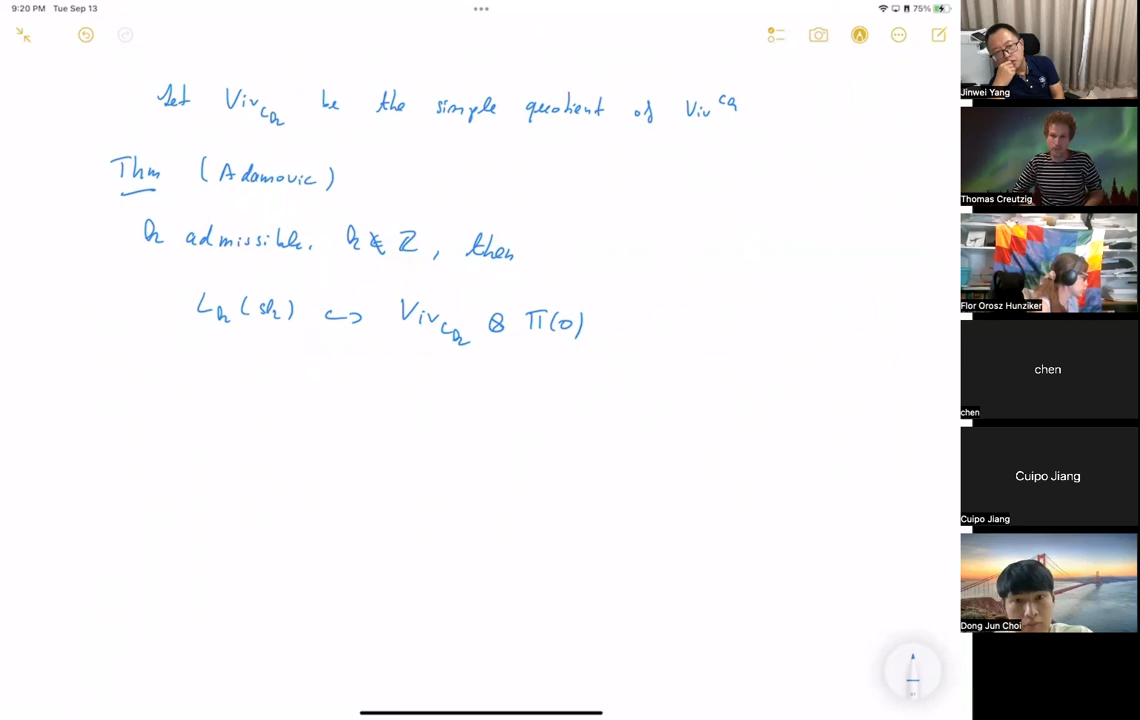 9:20 PM Tue Sep 13
75%
Let Vir_{c_k} be the simple quotient of Vir^{c_k}
Thm (Adamovic)
k admissible. k ∉ ℤ, then
L_k(sl_2) ↪ Vir_{c_k} ⊗ Π(0)
Jinwei Yang
Thomas Creutzig
Flor Orosz Hunziker
chen
chen
Cuipo Jiang
Cuipo Jiang
Dong Jun Choi